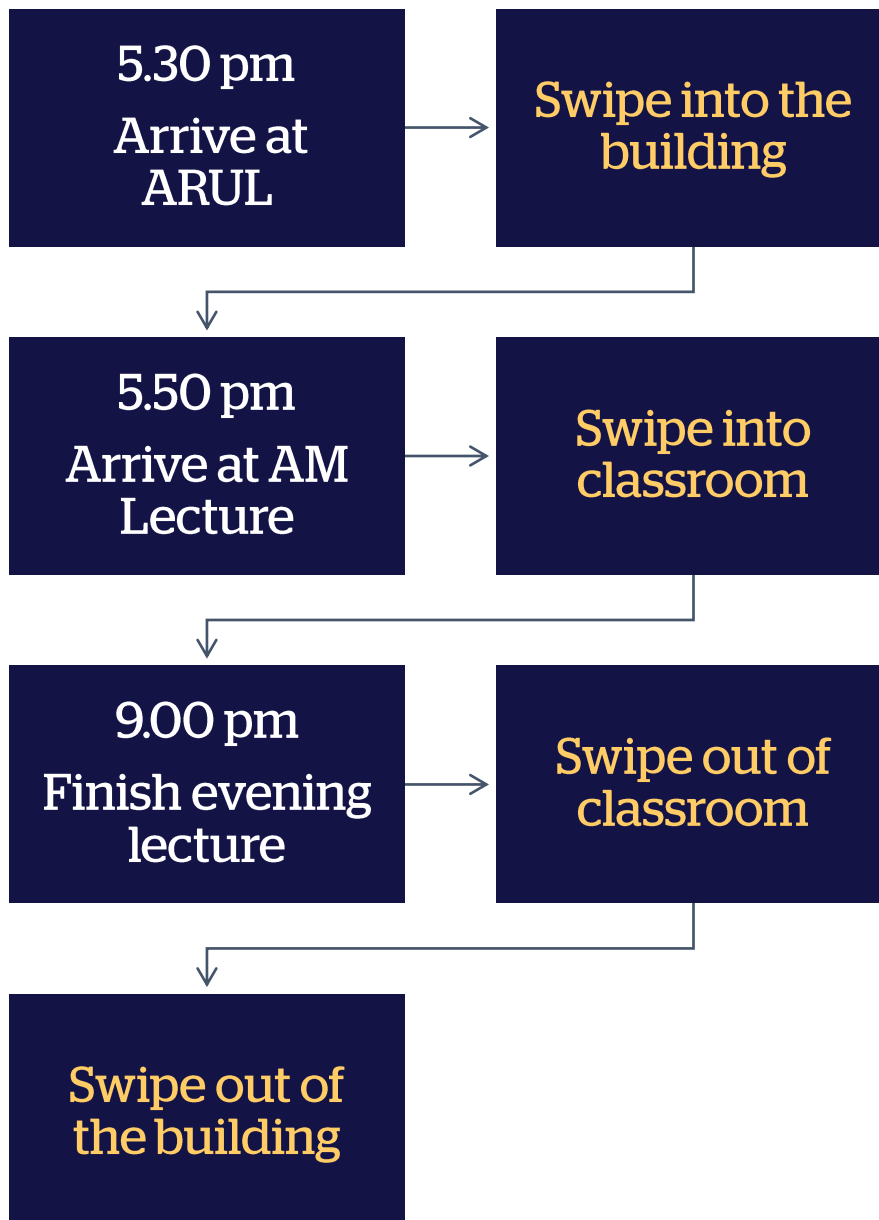 5.30 pm
Arrive at
ARUL
Swipe into the
building
5.50 pm
Arrive at AM
Lecture
Swipe into
classroom
9.00 pm
Finish evening
lecture
Swipe out of
classroom
Swipe out of
the building